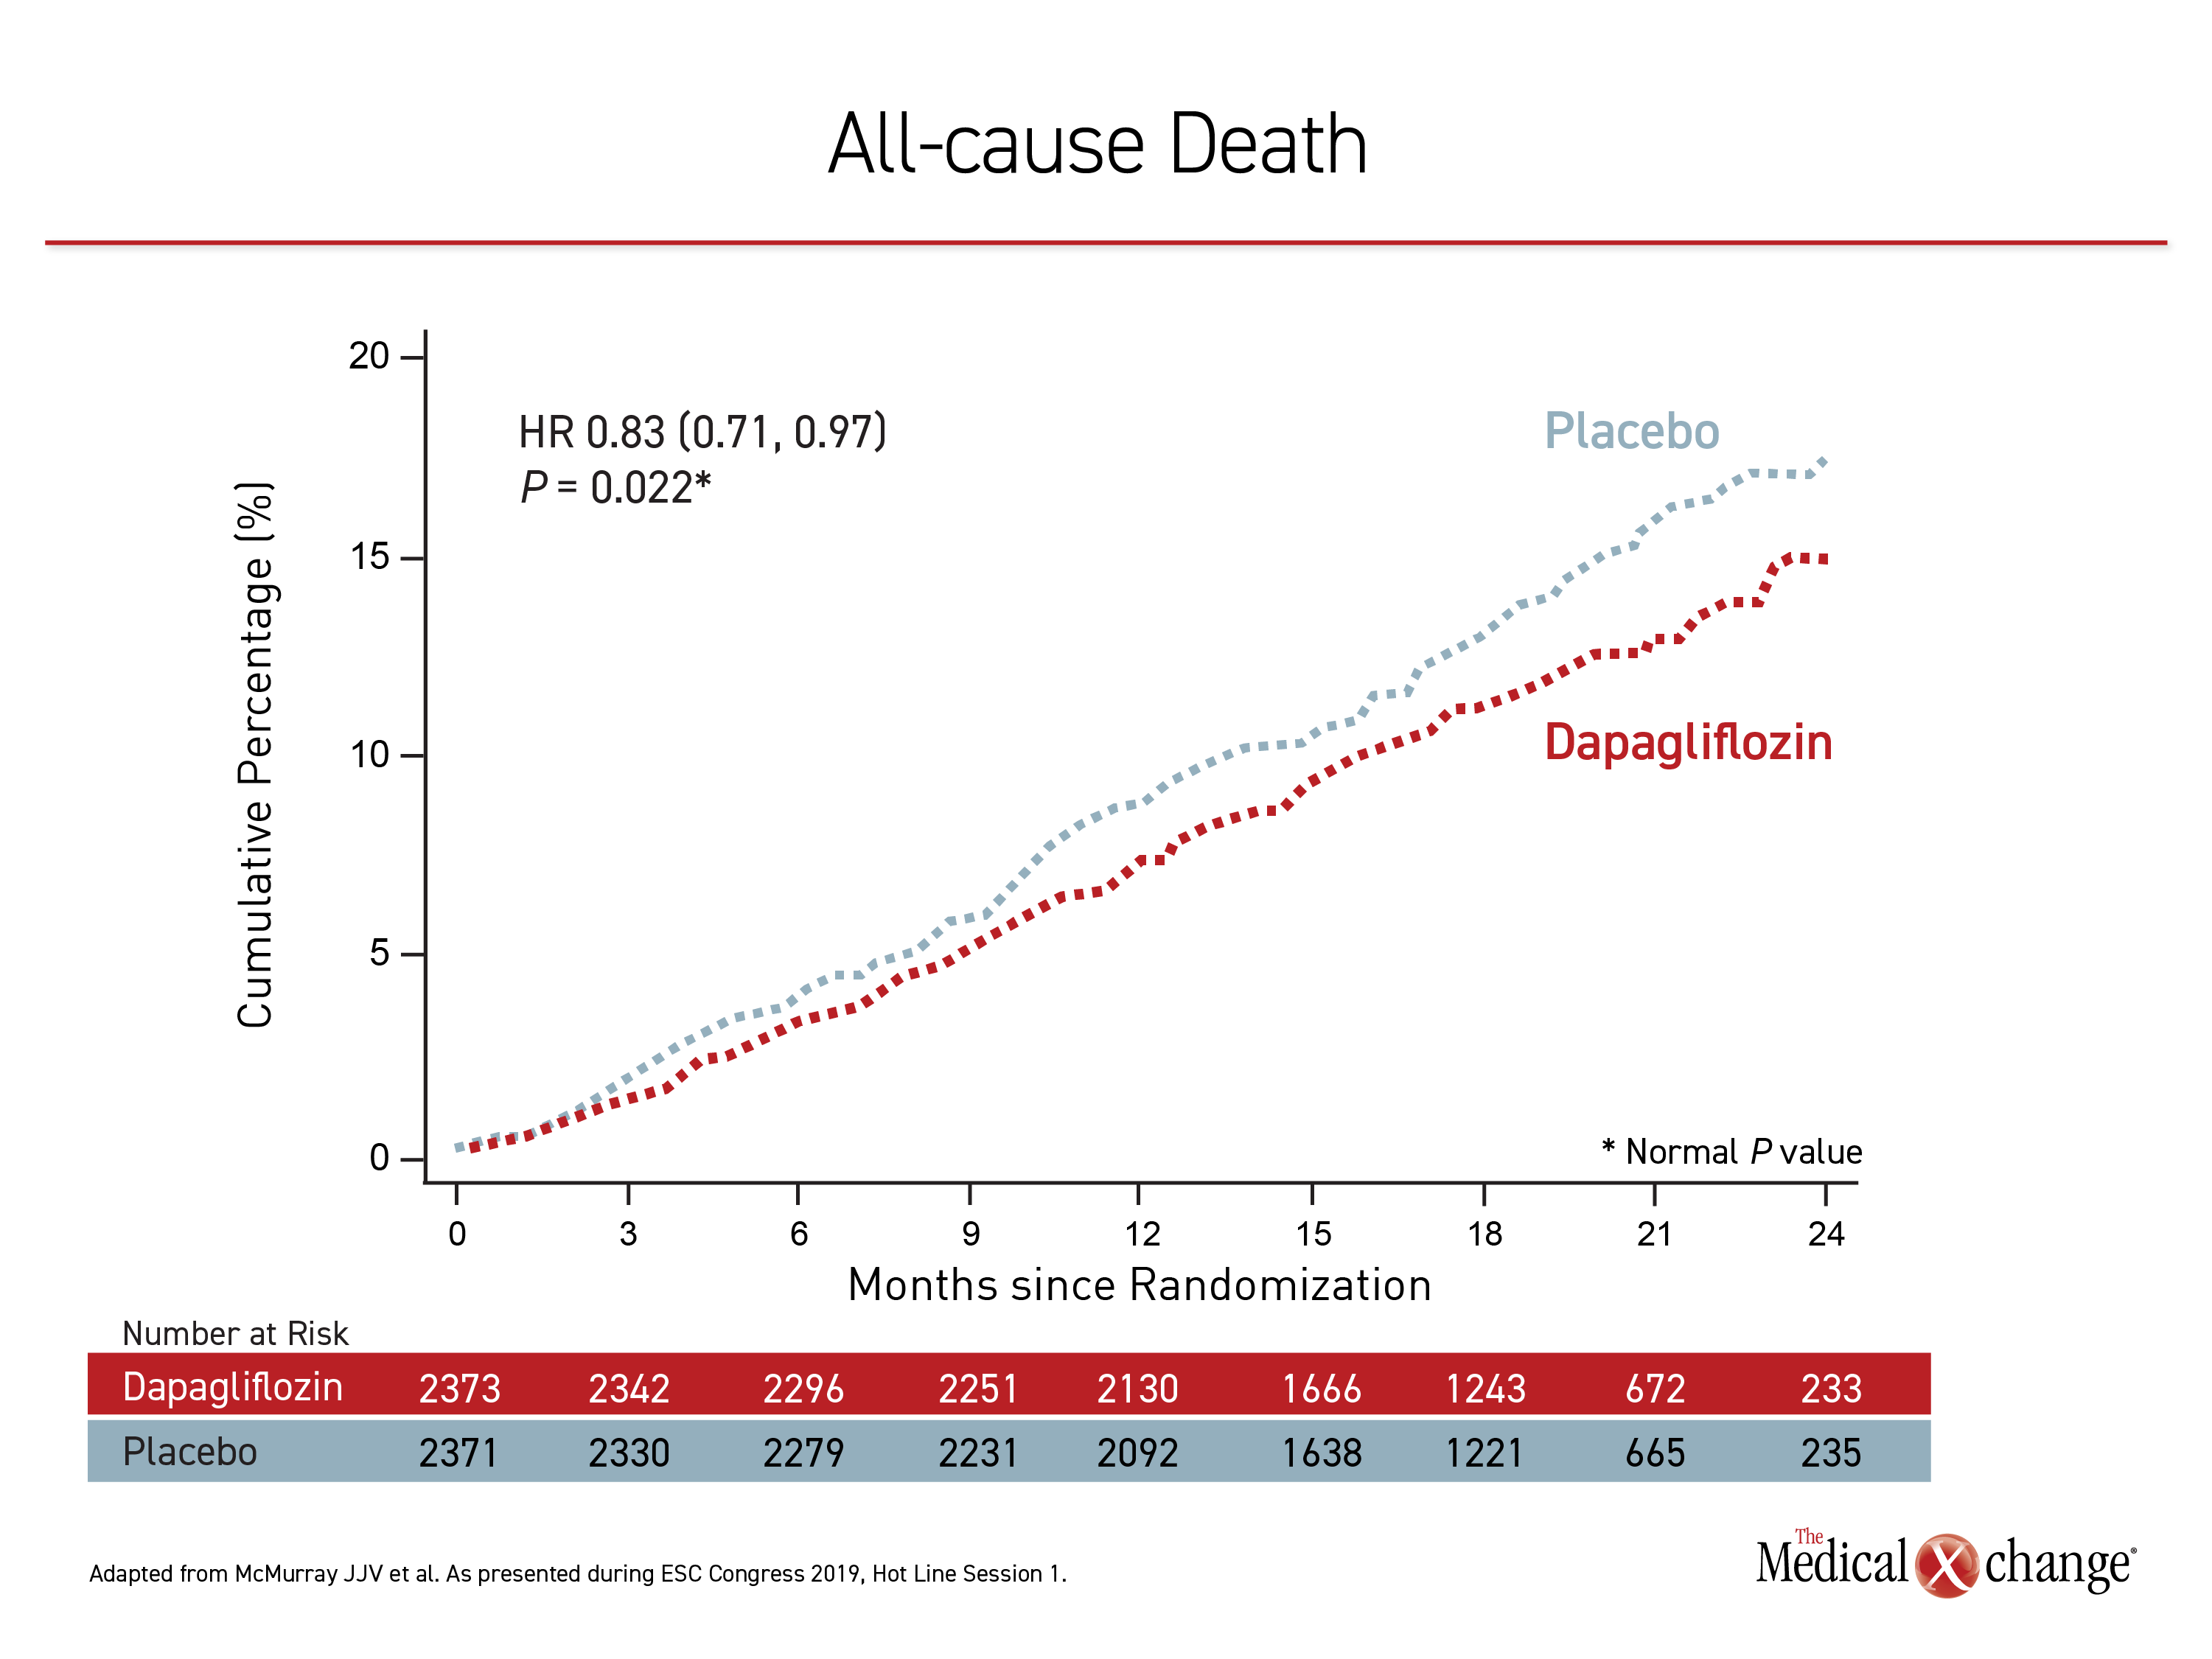 All-cause Death
HR 0.83 (0.71, 0.97)
P = 0.022*
Placebo
Dapagliflozin
Cumulative Percentage (%)
20
15
10
5
0
* Normal P value
0 3 6 9 12 15 18 21 24
Months since Randomization
Number at Risk
Dapagliflozin 2373 2342 2296 2251 2130 1666 1243 672 233
Placebo 2371 2330 2279 2231 2092 1638 1221 665 235
Adapted from McMurray JJV et al. As presented during ESC Congress 2019, Hot Line Session 1.
The
Medical X change®